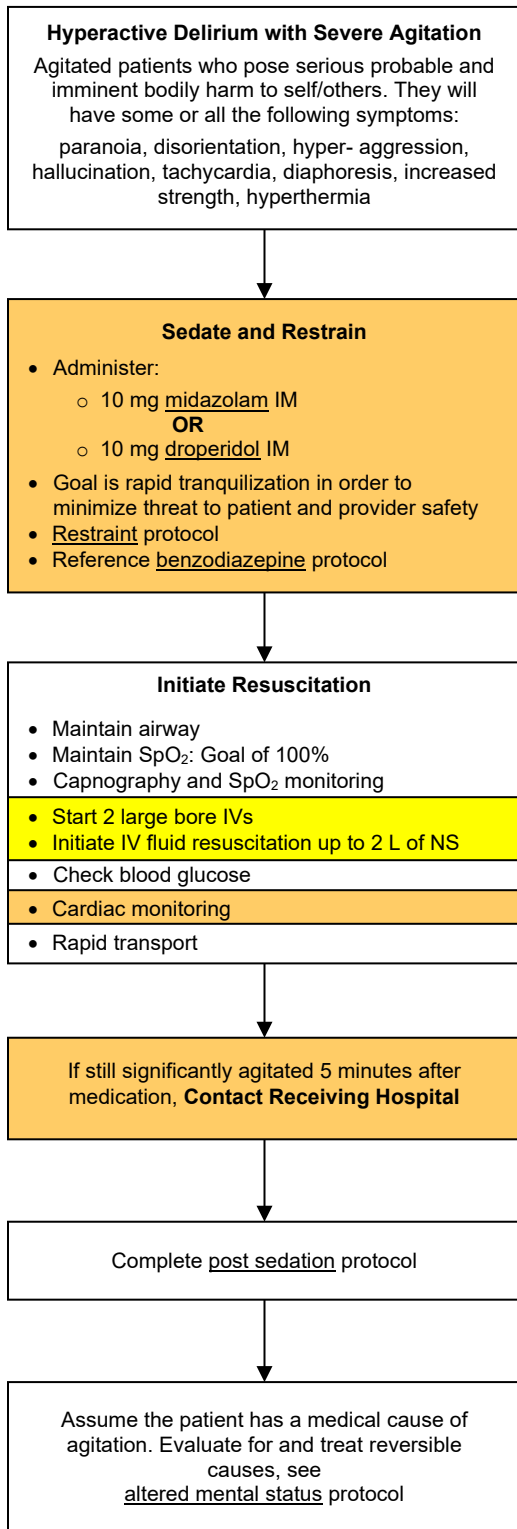 Hyperactive Delirium with Severe Agitation
Agitated patients who pose serious probable and
imminent bodily harm to self/others. They will
have some or all the following symptoms:
paranoia, disorientation, hyper- aggression,
hallucination, tachycardia, diaphoresis, increased
strength, hyperthermia
Sedate and Restrain
• Administer:
o 10 mg midazolam IM
OR
o 10 mg droperidol IM
• Goal is rapid tranquilization in order to
minimize threat to patient and provider safety
• Restraint protocol
• Reference benzodiazepine protocol
Initiate Resuscitation
• Maintain airway
• Maintain SpO₂: Goal of 100%
• Capnography and SpO₂ monitoring
• Start 2 large bore IVs
• Initiate IV fluid resuscitation up to 2 L of NS
• Check blood glucose
• Cardiac monitoring
• Rapid transport
If still significantly agitated 5 minutes after
medication, Contact Receiving Hospital
Complete post sedation protocol
Assume the patient has a medical cause of
agitation. Evaluate for and treat reversible
causes, see
altered mental status protocol